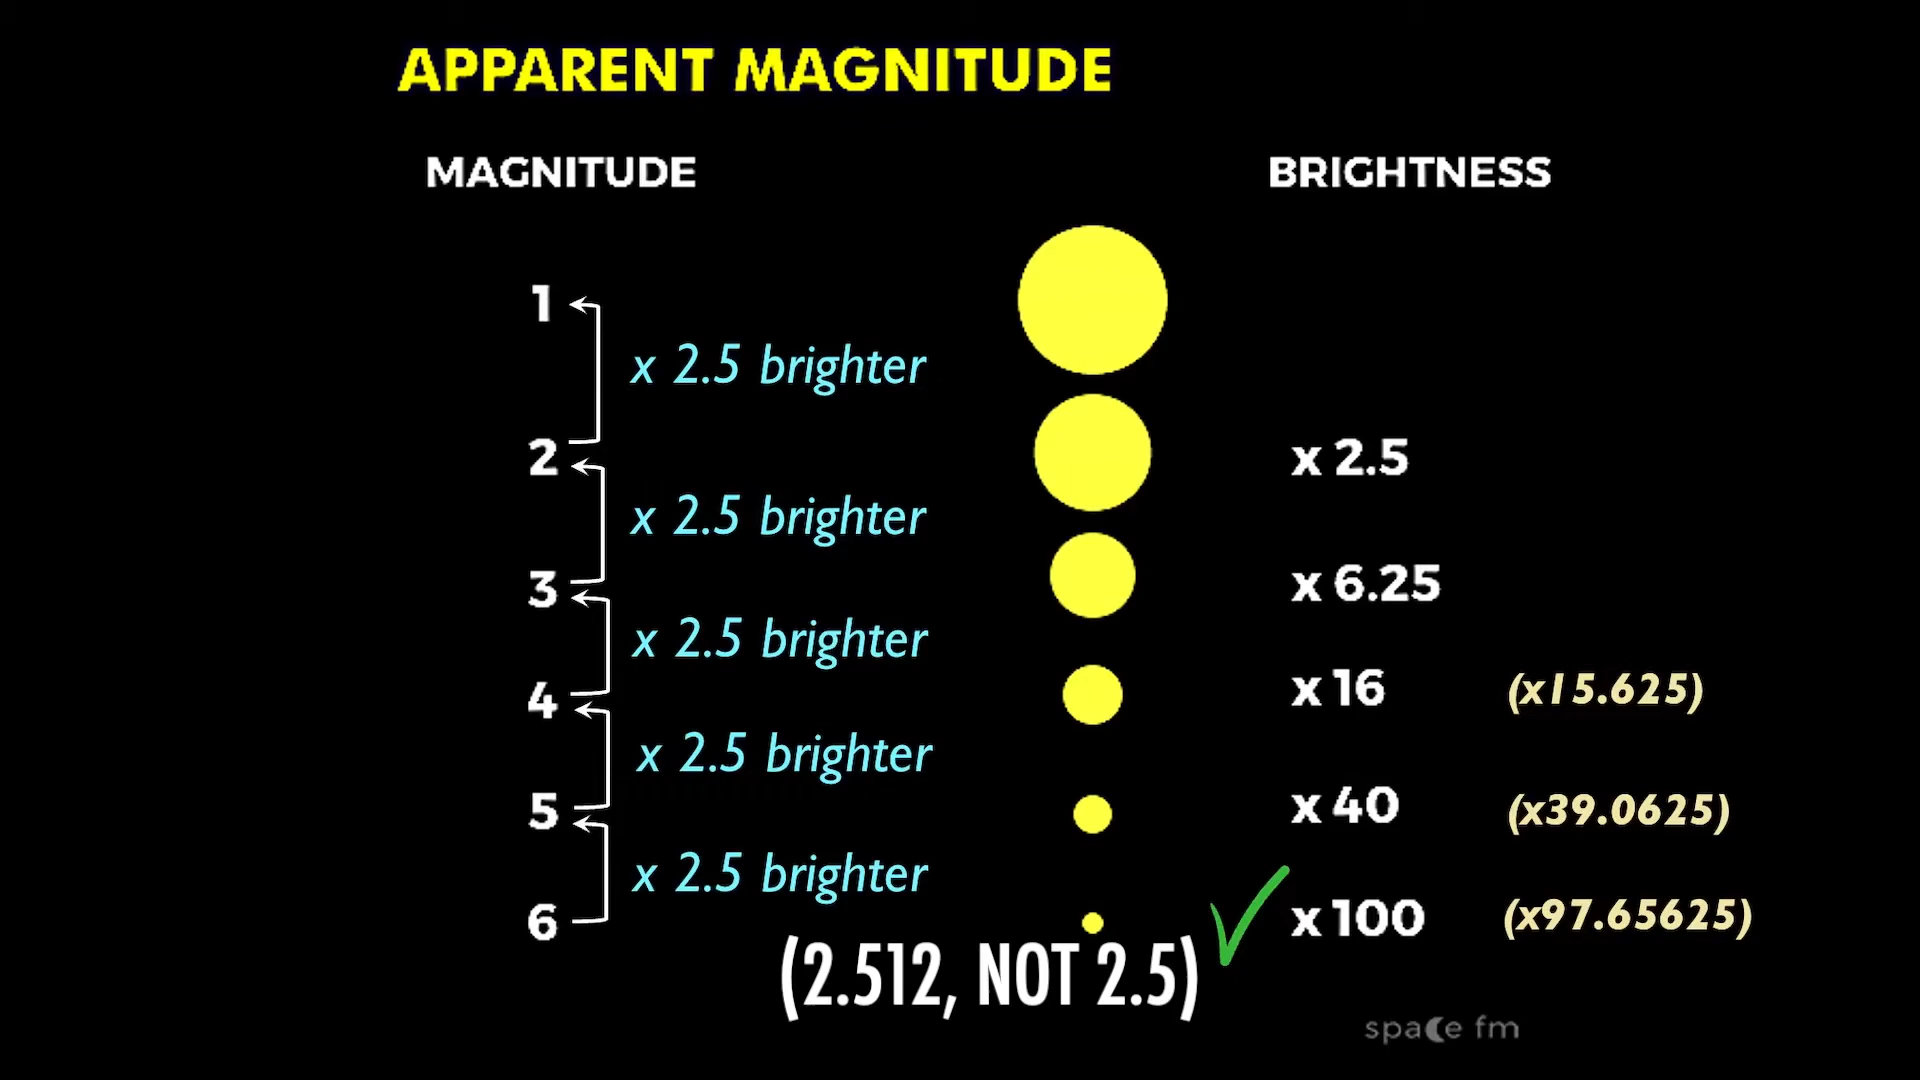 APPARENT MAGNITUDE
MAGNITUDE BRIGHTNESS
1
x 2.5 brighter
2 x 2.5
x 2.5 brighter
3 x 6.25
x 2.5 brighter
4 x 16 (x15.625)
x 2.5 brighter
5 x 40 (x39.0625)
x 2.5 brighter
6 x 100 (x97.65625)
(2.512, NOT 2.5)
space fm